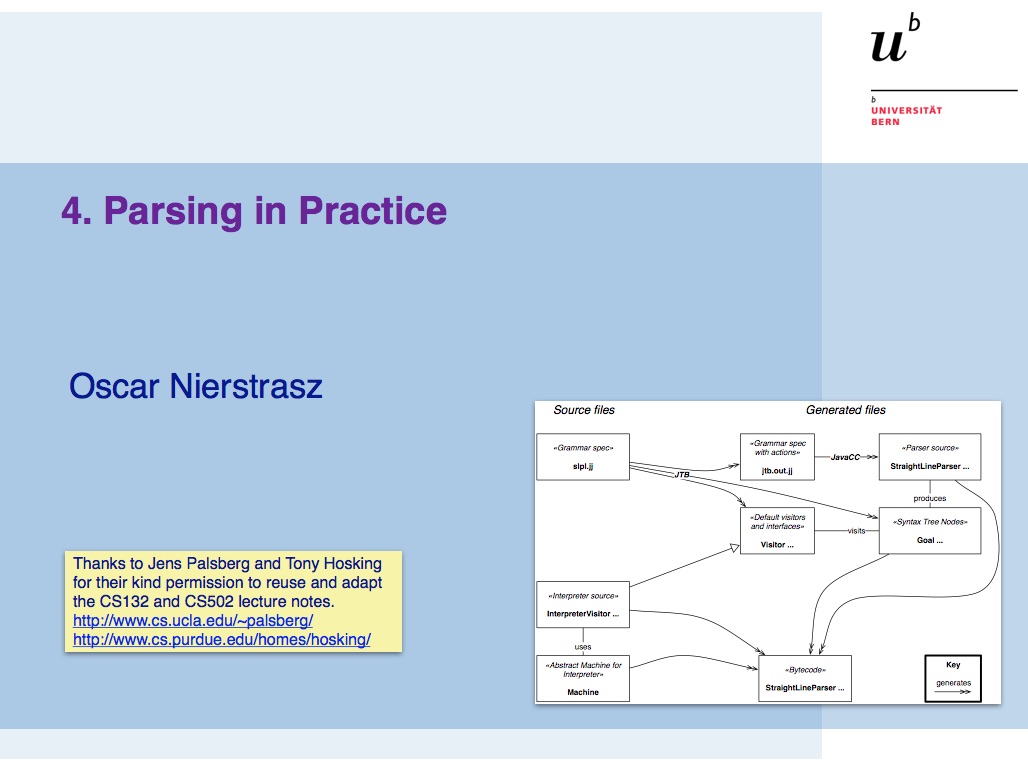 u
b
b
UNIVERSITÄT
BERN
4. Parsing in Practice
Oscar Nierstrasz
Thanks to Jens Palsberg and Tony Hosking
for their kind permission to reuse and adapt
the CS132 and CS502 lecture notes.
http://www.cs.ucla.edu/~palsberg/
http://www.cs.purdue.edu/homes/hosking/
Source files
Generated files
«Grammar spec»
slpl.jj
JTB
«Grammar spec
with actions»
jtb.out.jj
JavaCC
«Parser source»
StraightLineParser ...
produces
«Default visitors
and interfaces»
Visitor ...
visits
«Syntax Tree Nodes»
Goal ...
«Interpreter source»
InterpreterVisitor ...
uses
«Abstract Machine for
Interpreter»
Machine
«Bytecode»
StraightLineParser ...
Key
generates